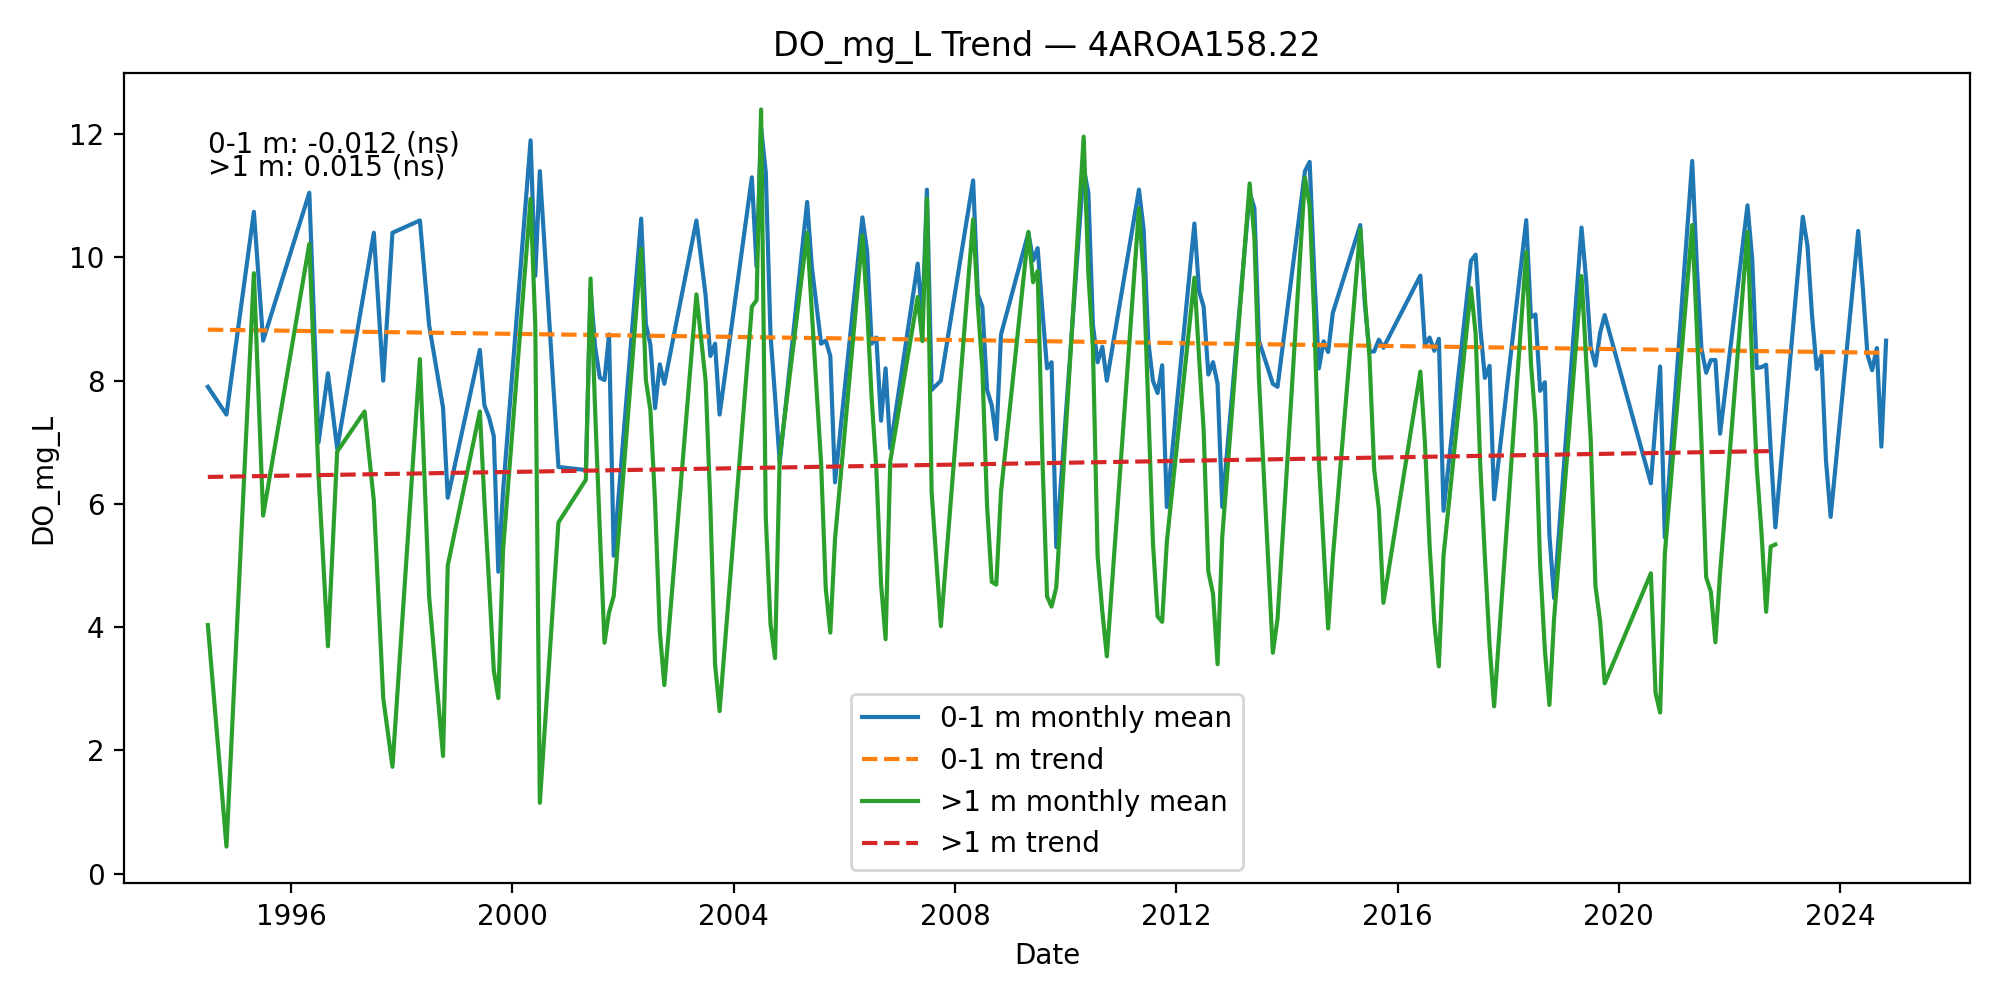 DO_mg_L Trend — 4AROA158.22
0-1 m: -0.012 (ns)
>1 m: 0.015 (ns)
DO_mg_L
12
10
8
6
4
2
0
0-1 m monthly mean
0-1 m trend
>1 m monthly mean
>1 m trend
1996 2000 2004 2008 2012 2016 2020 2024
Date